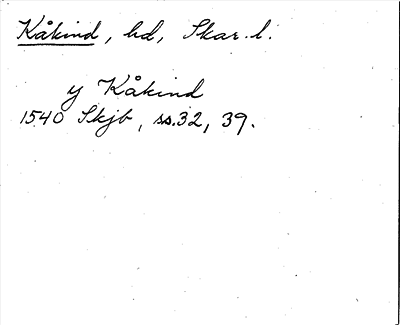 Kåkind, hd, Skar. l.
y Kåkind
1540 Skjb, ss. 32, 39.